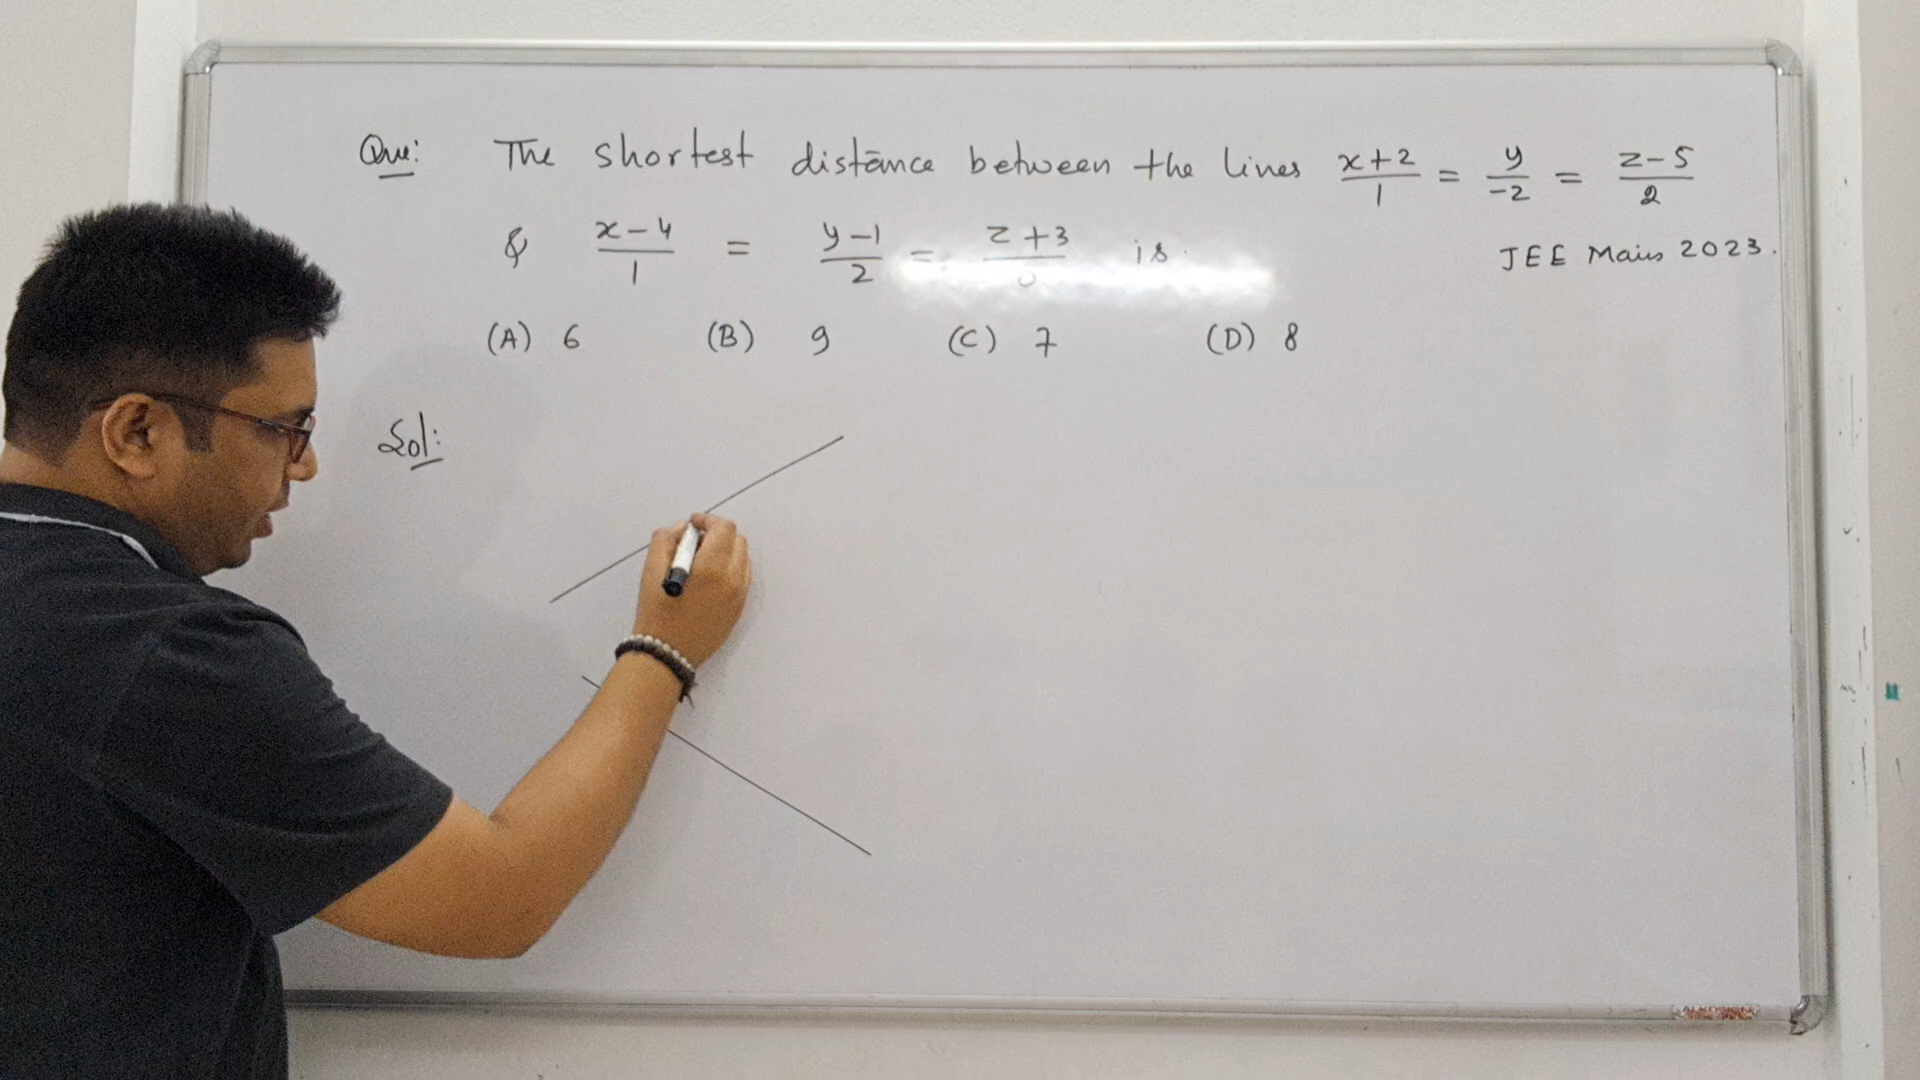 Que: The shortest distance between the lines x+2/1 = y/-2 = z-5/2
& x-4/1 = y-1/2 = z+3/0 is.
JEE Mains 2023.
(A) 6 (B) 9 (C) 7 (D) 8
Sol: